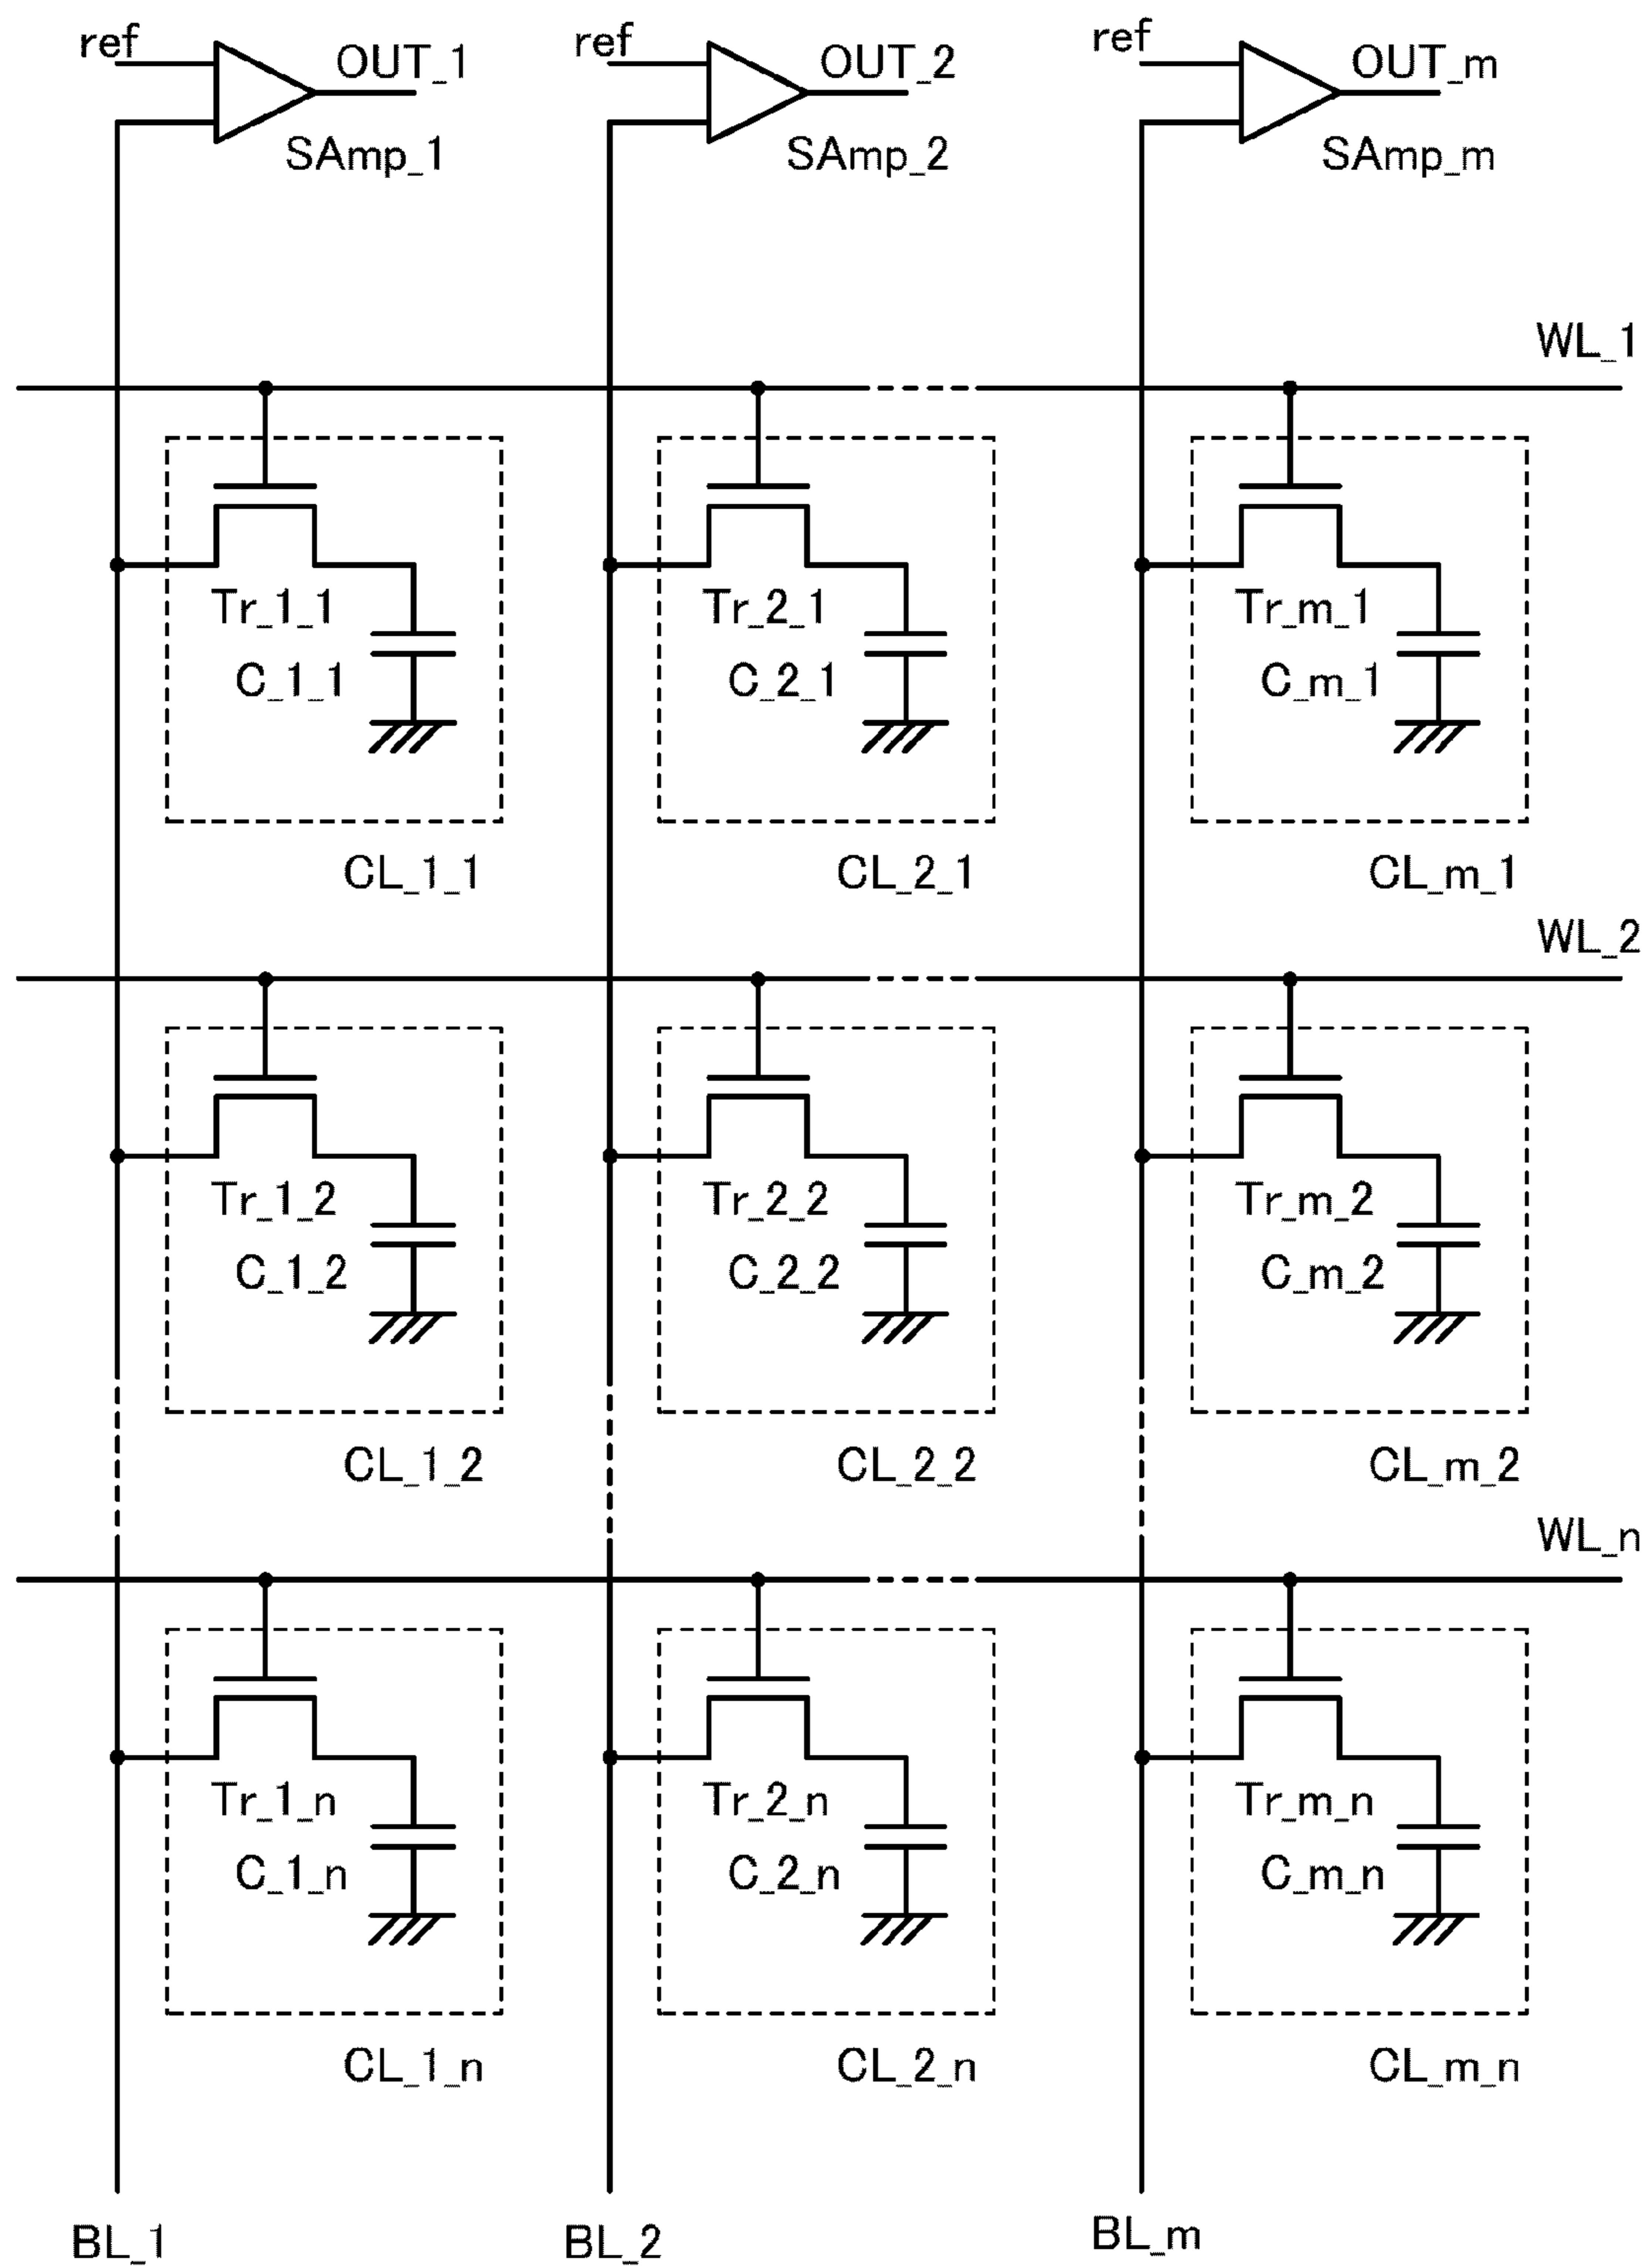 ref OUT_1 ref OUT_2 ref OUT_m
SAmp_1 SAmp_2 SAmp_m
WL_1
Tr_1_1 Tr_2_1 Tr_m_1
C_1_1 C_2_1 C_m_1
CL_1_1 CL_2_1 CL_m_1
WL_2
Tr_1_2 Tr_2_2 Tr_m_2
C_1_2 C_2_2 C_m_2
CL_1_2 CL_2_2 CL_m_2
WL_n
Tr_1_n Tr_2_n Tr_m_n
C_1_n C_2_n C_m_n
CL_1_n CL_2_n CL_m_n
BL_1 BL_2 BL_m